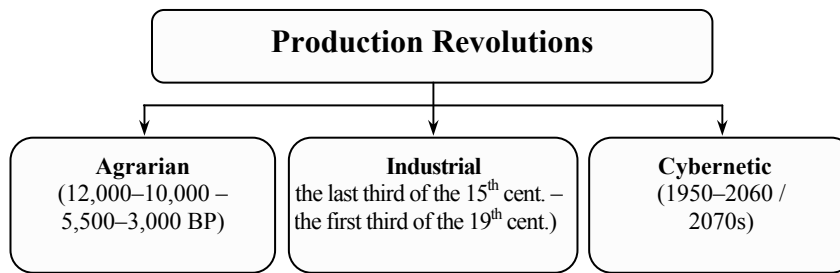 Production Revolutions
Agrarian
(12,000–10,000 –
5,500–3,000 BP)
Industrial
the last third of the 15th cent. –
the first third of the 19th cent.)
Cybernetic
(1950–2060 /
2070s)